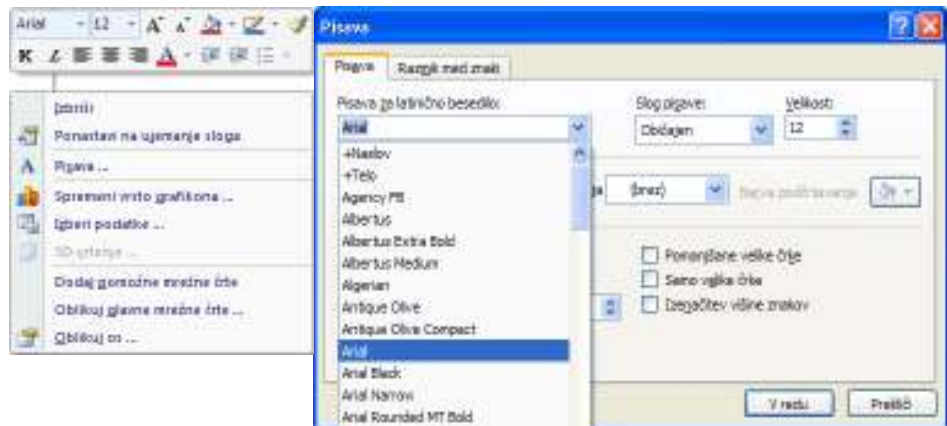 Arial 12
K L A
Izbriši
Ponastavi na ujemanje sloga
Pisava ...
Spremeni vrsto grafikona ...
Izberi podatke ...
3D-vrtenje ...
Dodaj pomožne mrežne črte
Oblikuj glavne mrežne črte ...
Oblikuj os ...
Pisava
Pisava Razmik med znaki
Pisava za latinično besedilo: Slog pisave: Velikost:
Arial Običajen 12
+Naslov
+Telo
(brez) Barva podčrtovanja
Agency FB
Albertus
Albertus Extra Bold
Albertus Medium
Algerian
Antique Olive
Antique Olive Compact
Arial
Arial Black
Arial Narrow
Arial Rounded MT Bold
Pomanjšane velike črke
Samo velike črke
Izenačitev višine znakov
V redu Prekliči